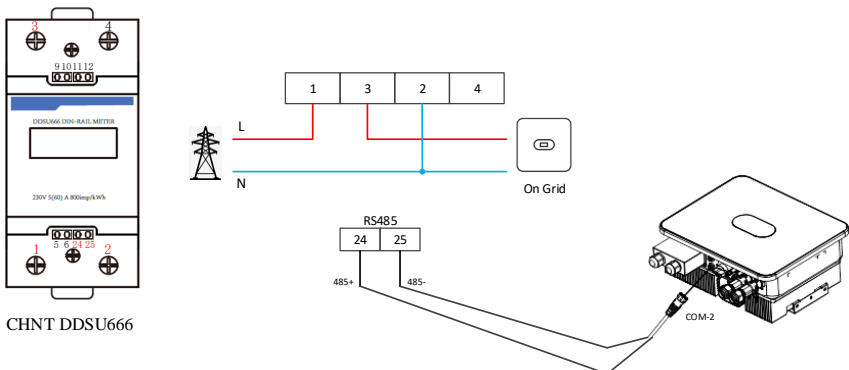 3 4
9 10 11 12
DDSU666 DIN-RAIL METER
230V 5(60) A 800imp/kWh
5 6 24 25
1 2
CHNT DDSU666
1 3 2 4
L
N
On Grid
RS485
24 25
485+ 485-
COM-2